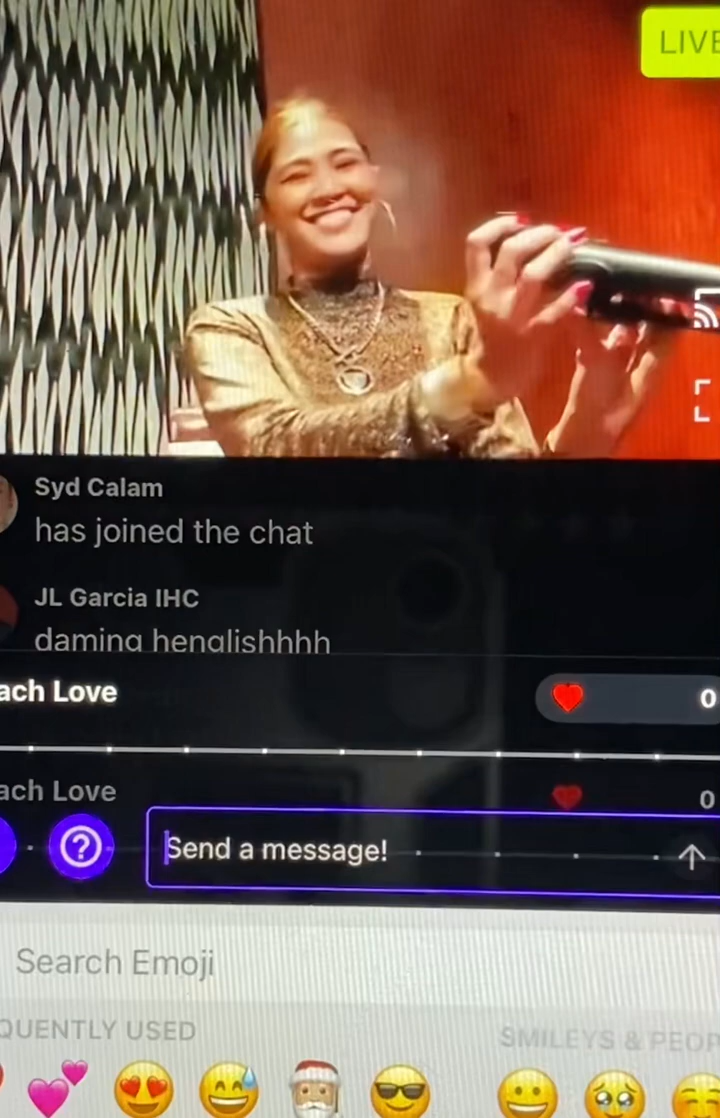 LIVE
Syd Calam
has joined the chat
JL Garcia IHC
daming henglishhhh
ach Love
0
ach Love
0
?
Send a message!
Search Emoji
QUENTLY USED
SMILEYS & PEOP